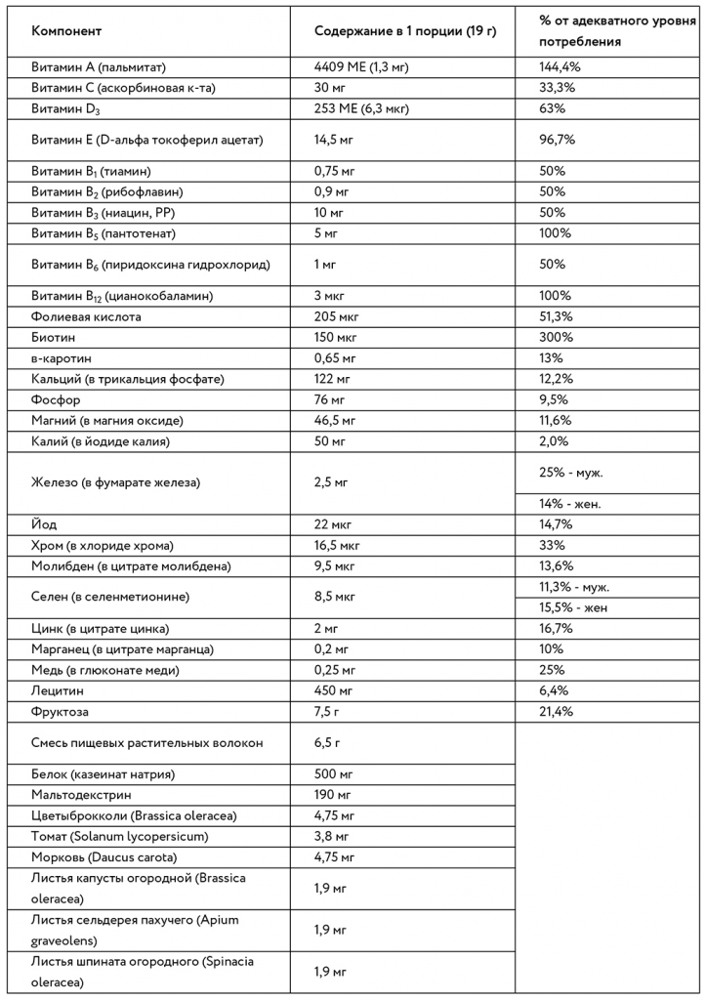 Компонент Содержание в 1 порции (19 г) % от адекватного уровня
потребления
Витамин А (пальмитат) 4409 МЕ (1,3 мг) 144,4%
Витамин С (аскорбиновая к-та) 30 мг 33,3%
Витамин D3 253 МЕ (6,3 мкг) 63%
Витамин Е (D-альфа токоферил ацетат) 14,5 мг 96,7%
Витамин В1 (тиамин) 0,75 мг 50%
Витамин В2 (рибофлавин) 0,9 мг 50%
Витамин В3 (ниацин, РР) 10 мг 50%
Витамин В5 (пантотенат) 5 мг 100%
Витамин В6 (пиридоксина гидрохлорид) 1 мг 50%
Витамин В12 (цианокобаламин) 3 мкг 100%
Фолиевая кислота 205 мкг 51,3%
Биотин 150 мкг 300%
в-каротин 0,65 мг 13%
Кальций (в трикальция фосфате) 122 мг 12,2%
Фосфор 76 мг 9,5%
Магний (в магния оксиде) 46,5 мг 11,6%
Калий (в йодиде калия) 50 мг 2,0%
Железо (в фумарате железа) 2,5 мг 25% - муж.
14% - жен.
Йод 22 мкг 14,7%
Хром (в хлориде хрома) 16,5 мкг 33%
Молибден (в цитрате молибдена) 9,5 мкг 13,6%
Селен (в селенметионине) 8,5 мкг 11,3% - муж.
15,5% - жен
Цинк (в цитрате цинка) 2 мг 16,7%
Марганец (в цитрате марганца) 0,2 мг 10%
Медь (в глюконате меди) 0,25 мг 25%
Лецитин 450 мг 6,4%
Фруктоза 7,5 г 21,4%
Смесь пищевых растительных волокон 6,5 г
Белок (казеинат натрия) 500 мг
Мальтодекстрин 190 мг
Цветыброкколи (Brassica oleracea) 4,75 мг
Томат (Solanum lycopersicum) 3,8 мг
Морковь (Daucus carota) 4,75 мг
Листья капусты огородной (Brassica
oleracea) 1,9 мг
Листья сельдерея пахучего (Apium
graveolens) 1,9 мг
Листья шпината огородного (Spinacia
oleracea) 1,9 мг